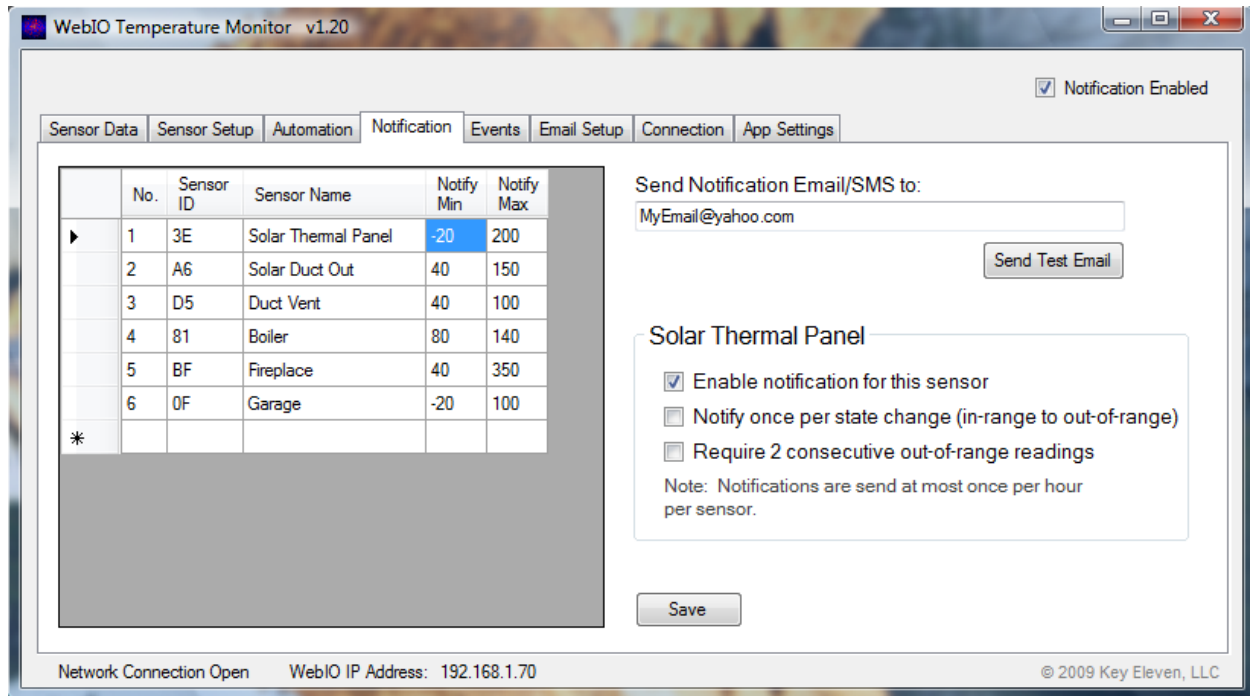 WebIO Temperature Monitor v1.20
Notification Enabled
Sensor Data Sensor Setup Automation Notification Events Email Setup Connection App Settings
No. Sensor ID Sensor Name Notify Min Notify Max
1 3E Solar Thermal Panel -20 200
2 A6 Solar Duct Out 40 150
3 D5 Duct Vent 40 100
4 81 Boiler 80 140
5 BF Fireplace 40 350
6 0F Garage -20 100
Send Notification Email/SMS to:
MyEmail@yahoo.com
Send Test Email
Solar Thermal Panel
Enable notification for this sensor
Notify once per state change (in-range to out-of-range)
Require 2 consecutive out-of-range readings
Note: Notifications are send at most once per hour
per sensor.
Save
Network Connection Open WebIO IP Address: 192.168.1.70
© 2009 Key Eleven, LLC